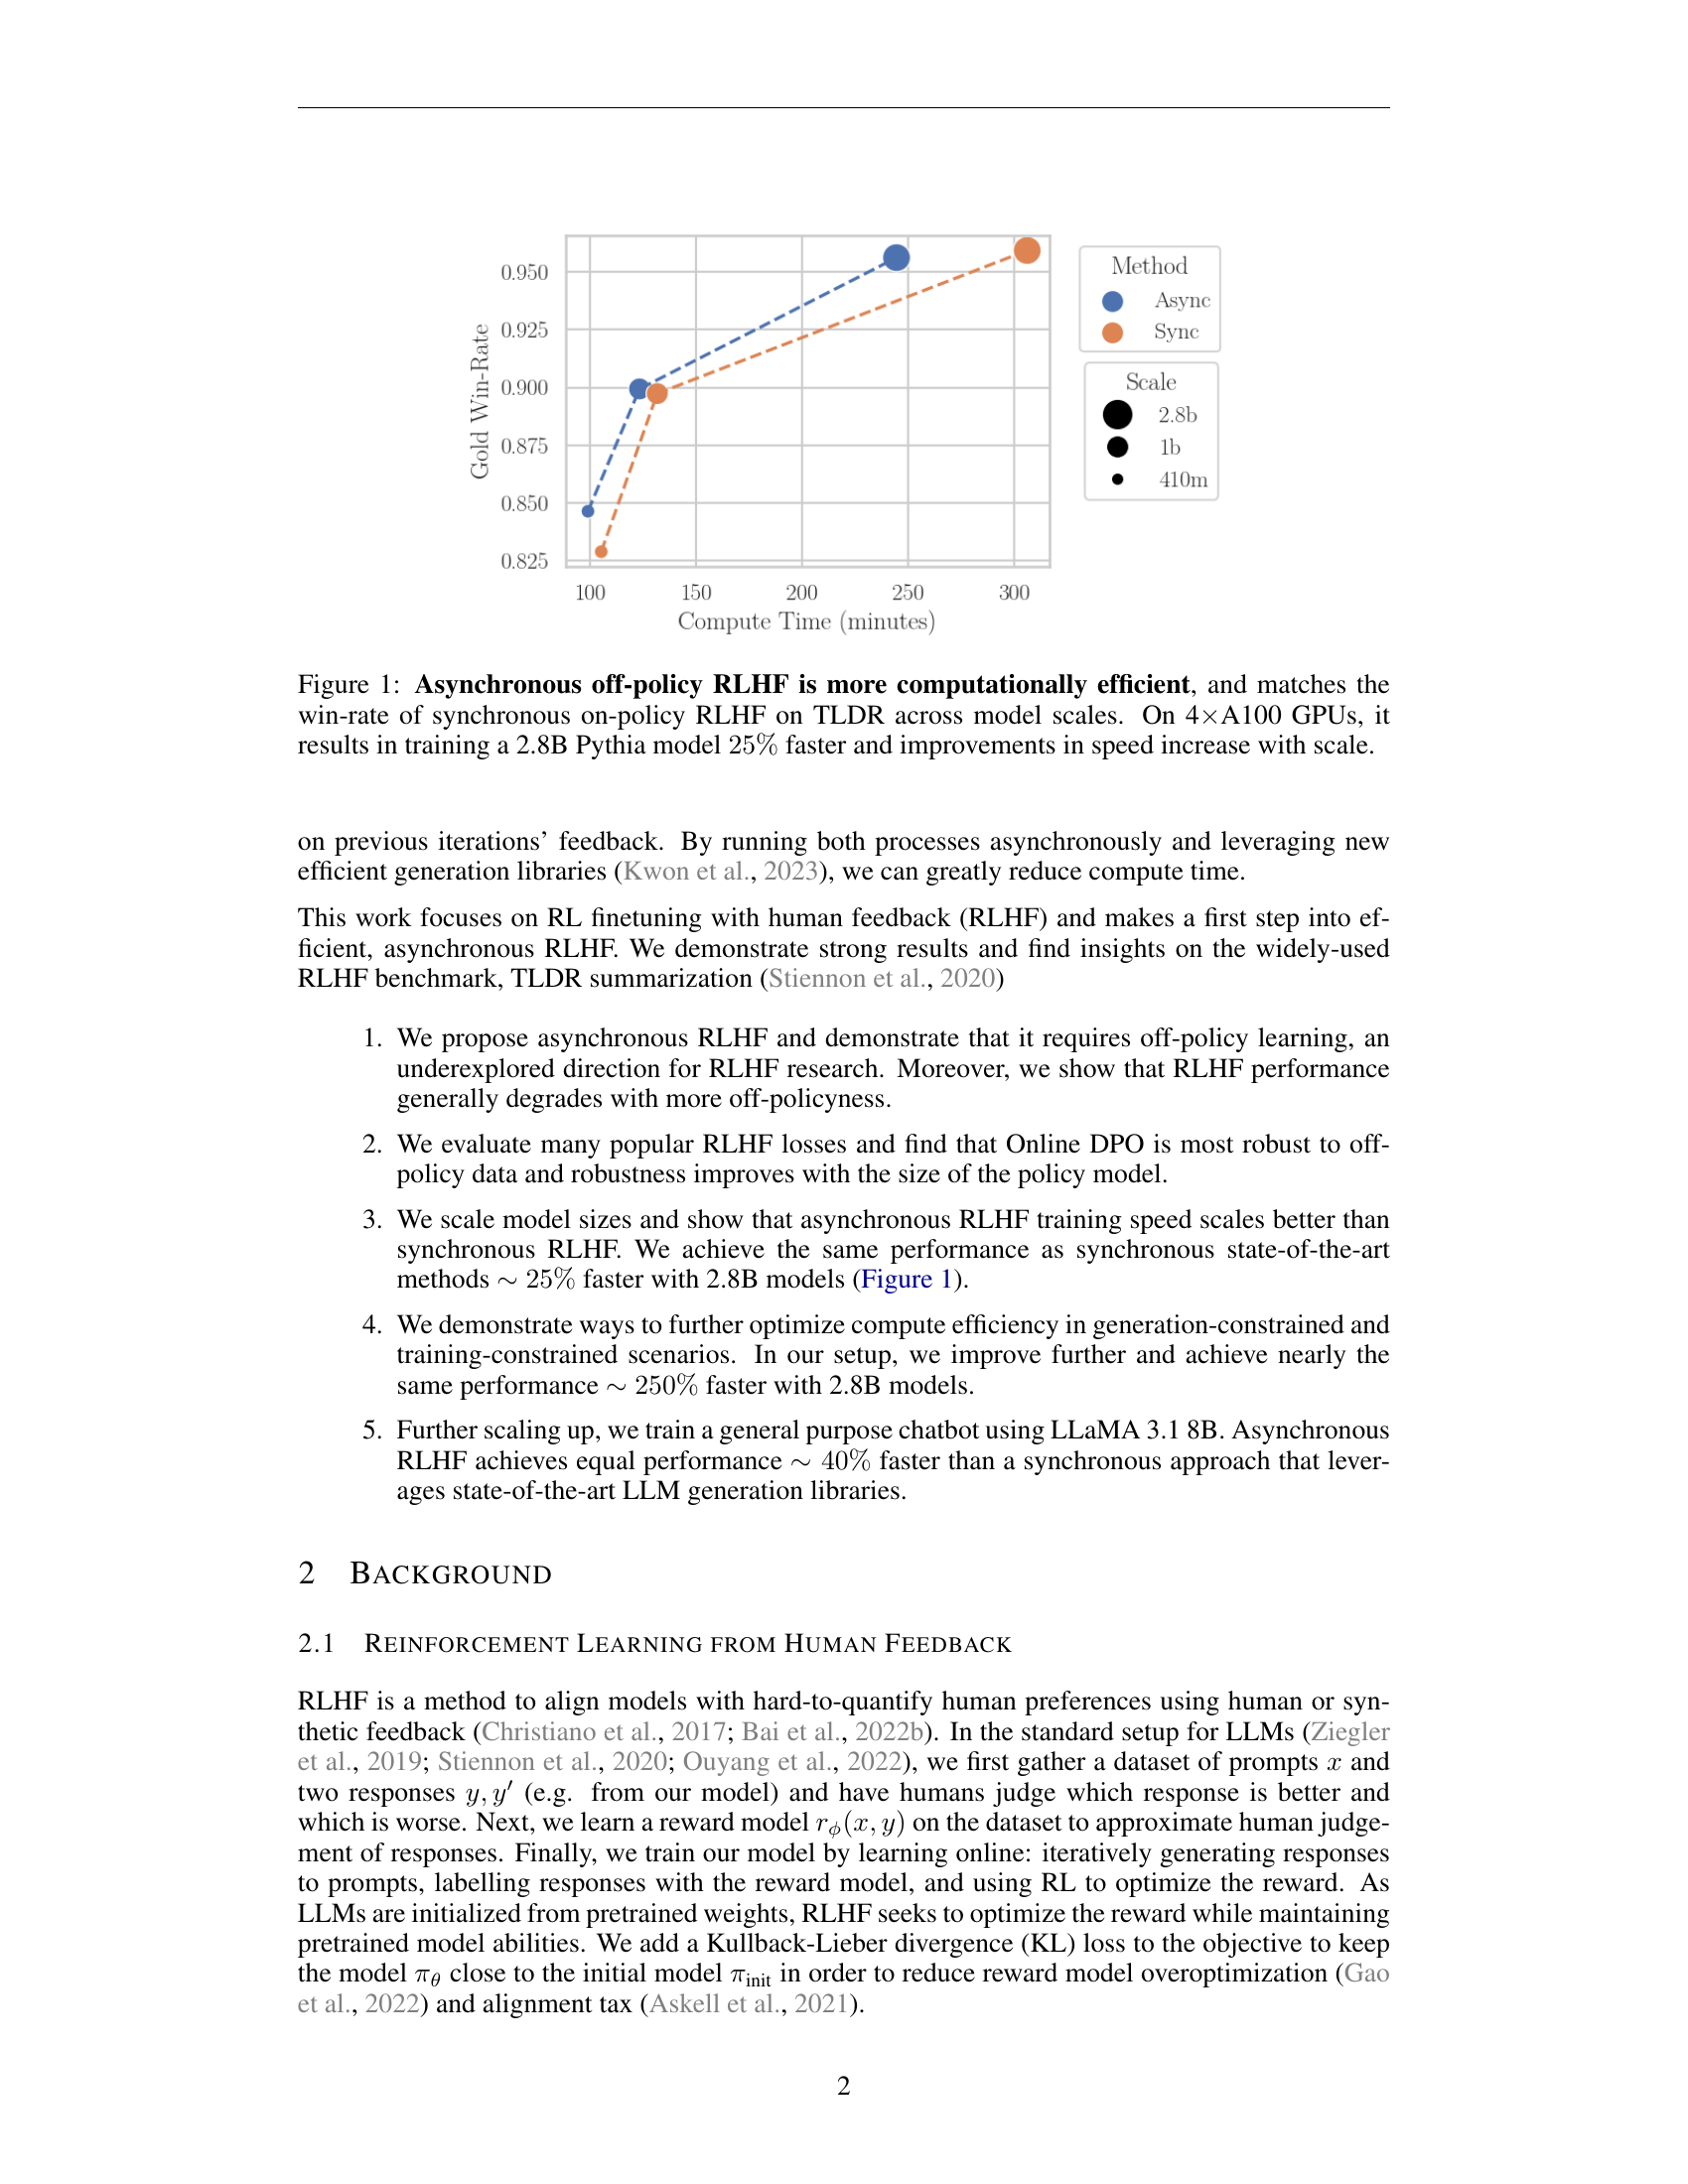 0.950
0.925
0.900
0.875
0.850
0.825
Gold Win-Rate
100 150 200 250 300
Compute Time (minutes)
Method
Async
Sync
Scale
2.8b
1b
410m
Figure 1: Asynchronous off-policy RLHF is more computationally efficient, and matches the
win-rate of synchronous on-policy RLHF on TLDR across model scales. On 4×A100 GPUs, it
results in training a 2.8B Pythia model 25% faster and improvements in speed increase with scale.
on previous iterations’ feedback. By running both processes asynchronously and leveraging new
efficient generation libraries (Kwon et al., 2023), we can greatly reduce compute time.
This work focuses on RL finetuning with human feedback (RLHF) and makes a first step into ef-
ficient, asynchronous RLHF. We demonstrate strong results and find insights on the widely-used
RLHF benchmark, TLDR summarization (Stiennon et al., 2020)
1. We propose asynchronous RLHF and demonstrate that it requires off-policy learning, an
underexplored direction for RLHF research. Moreover, we show that RLHF performance
generally degrades with more off-policyness.
2. We evaluate many popular RLHF losses and find that Online DPO is most robust to off-
policy data and robustness improves with the size of the policy model.
3. We scale model sizes and show that asynchronous RLHF training speed scales better than
synchronous RLHF. We achieve the same performance as synchronous state-of-the-art
methods ∼ 25% faster with 2.8B models (Figure 1).
4. We demonstrate ways to further optimize compute efficiency in generation-constrained and
training-constrained scenarios. In our setup, we improve further and achieve nearly the
same performance ∼ 250% faster with 2.8B models.
5. Further scaling up, we train a general purpose chatbot using LLaMA 3.1 8B. Asynchronous
RLHF achieves equal performance ∼ 40% faster than a synchronous approach that lever-
ages state-of-the-art LLM generation libraries.
2 BACKGROUND
2.1 REINFORCEMENT LEARNING FROM HUMAN FEEDBACK
RLHF is a method to align models with hard-to-quantify human preferences using human or syn-
thetic feedback (Christiano et al., 2017; Bai et al., 2022b). In the standard setup for LLMs (Ziegler
et al., 2019; Stiennon et al., 2020; Ouyang et al., 2022), we first gather a dataset of prompts x and
two responses y, y′ (e.g. from our model) and have humans judge which response is better and
which is worse. Next, we learn a reward model rϕ(x, y) on the dataset to approximate human judge-
ment of responses. Finally, we train our model by learning online: iteratively generating responses
to prompts, labelling responses with the reward model, and using RL to optimize the reward. As
LLMs are initialized from pretrained weights, RLHF seeks to optimize the reward while maintaining
pretrained model abilities. We add a Kullback-Lieber divergence (KL) loss to the objective to keep
the model πθ close to the initial model πinit in order to reduce reward model overoptimization (Gao
et al., 2022) and alignment tax (Askell et al., 2021).
2